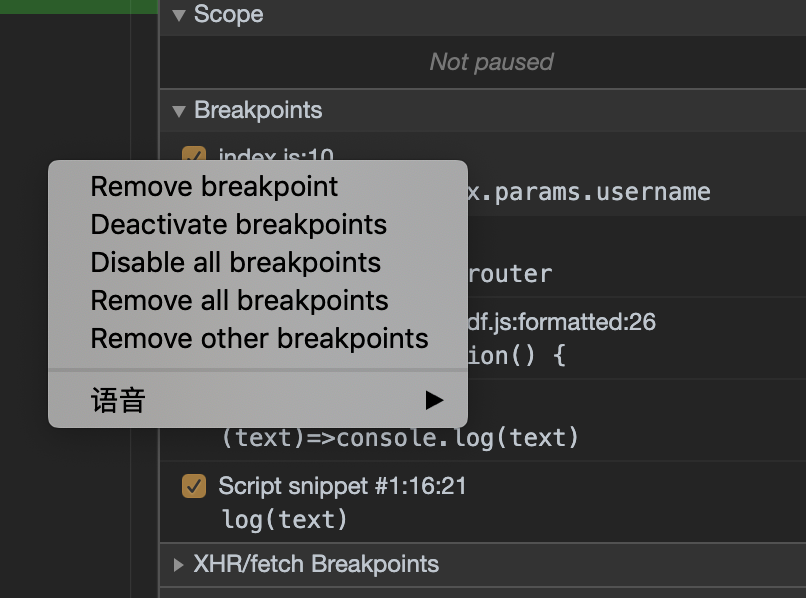 Scope
Not paused
Breakpoints
index.js:10
x.params.username
router
df.js:formatted:26
ion() {
(text)=>console.log(text)
Script snippet #1:16:21
log(text)
XHR/fetch Breakpoints
Remove breakpoint
Deactivate breakpoints
Disable all breakpoints
Remove all breakpoints
Remove other breakpoints
语音